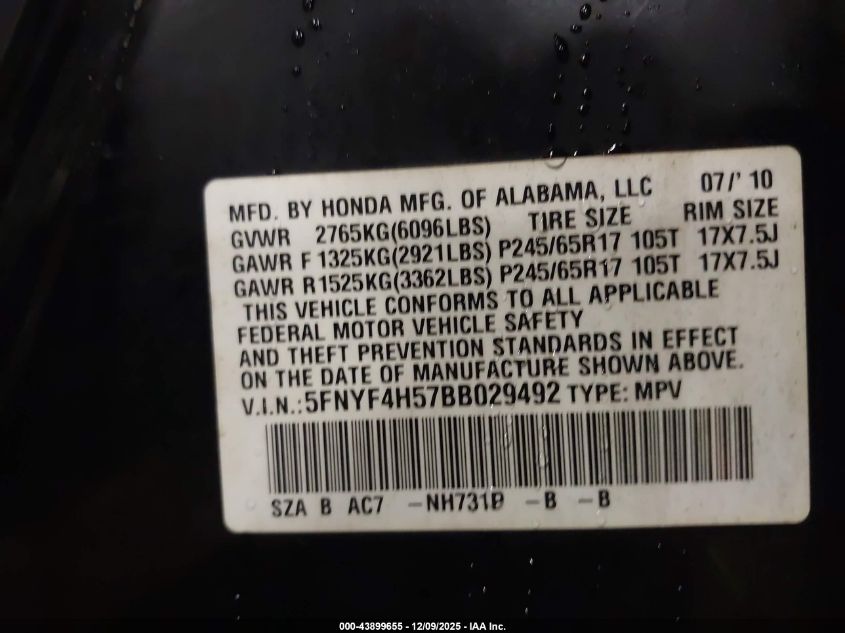 MFD. BY HONDA MFG. OF ALABAMA, LLC 07/' 10
GVWR 2765KG(6096LBS) TIRE SIZE RIM SIZE
GAWR F 1325KG(2921LBS) P245/65R17 105T 17X7.5J
GAWR R1525KG(3362LBS) P245/65R17 105T 17X7.5J
THIS VEHICLE CONFORMS TO ALL APPLICABLE
FEDERAL MOTOR VEHICLE SAFETY
AND THEFT PREVENTION STANDARDS IN EFFECT
ON THE DATE OF MANUFACTURE SHOWN ABOVE.
V.I.N.:5FNYF4H57BB029492 TYPE: MPV
SZA B AC7 -NH731P -B -B
000-43899655 - 12/09/2025 - IAA Inc.